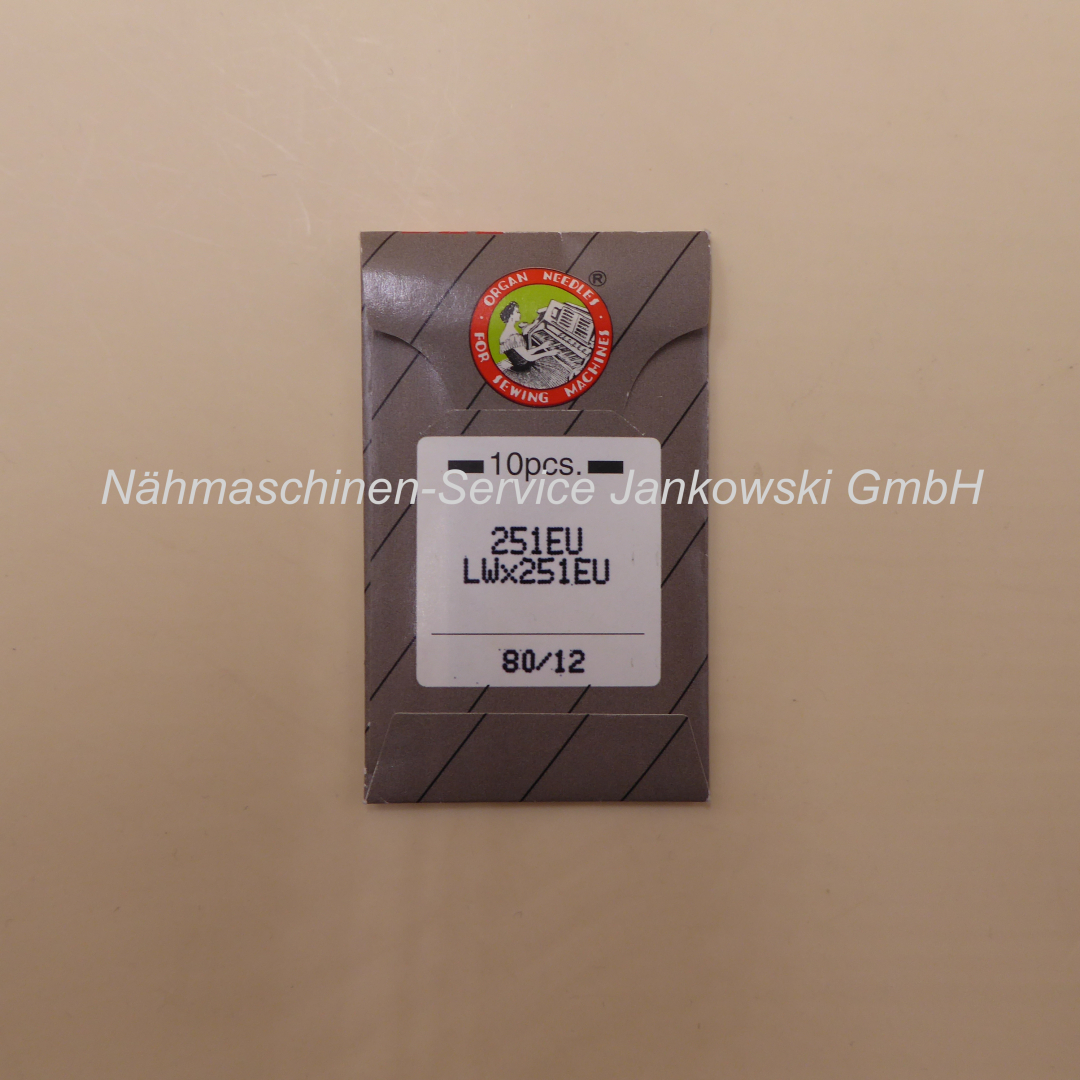 ORGAN NEEDLES
®
FOR SEWING MACHINES
10pcs.
Nähmaschinen-Service Jankowski GmbH
251EU
LWx251EU
80/12